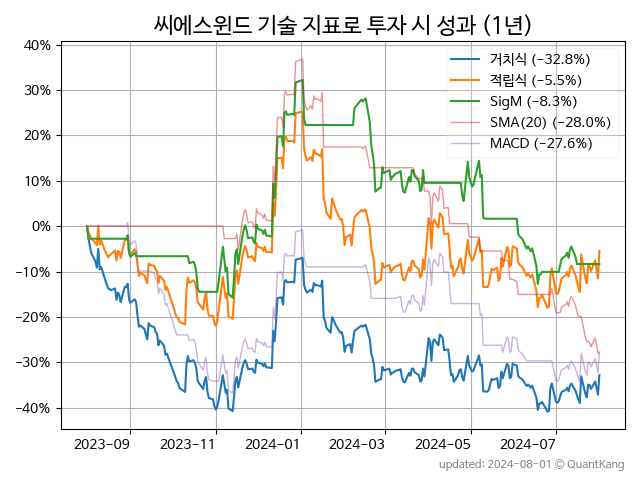 씨에스윈드 기술 지표로 투자 시 성과 (1년)
40%
30%
20%
10%
0%
−10%
−20%
−30%
−40%
거치식 (−32.8%)
적립식 (−5.5%)
SigM (−8.3%)
SMA(20) (−28.0%)
MACD (−27.6%)
2023−09
2023−11
2024−01
2024−03
2024−05
2024−07
updated: 2024-08-01 © QuantKang